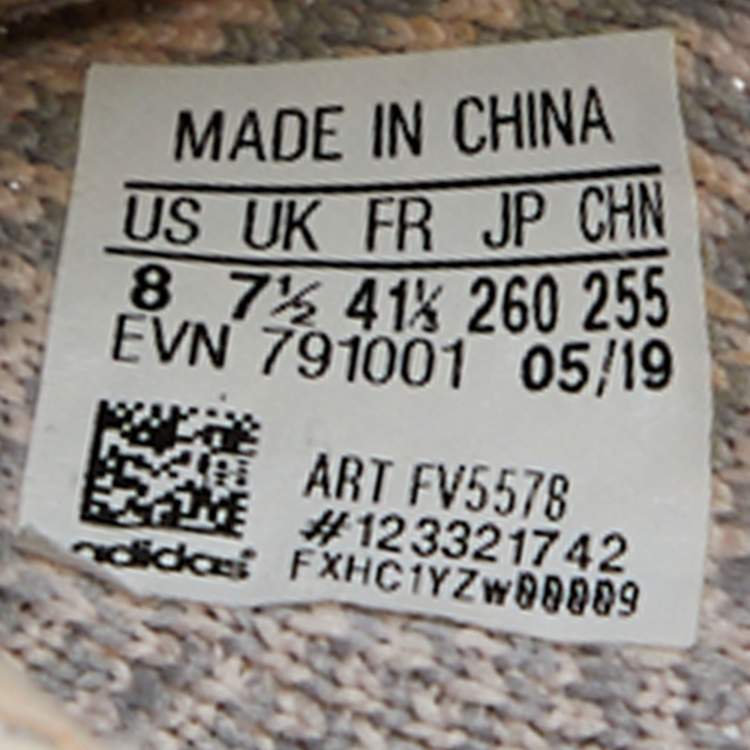 MADE IN CHINA
US UK FR JP CHN
8 7½ 41⅓ 260 255
EVN 791001 05/19
ART FV5578
#123321742
FXHC1YZw00009
adidas